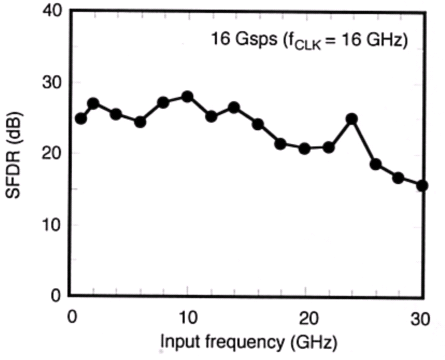 40
16 Gsps (fCLK = 16 GHz)
30
SFDR (dB)
20
10
0
0 10 20 30
Input frequency (GHz)